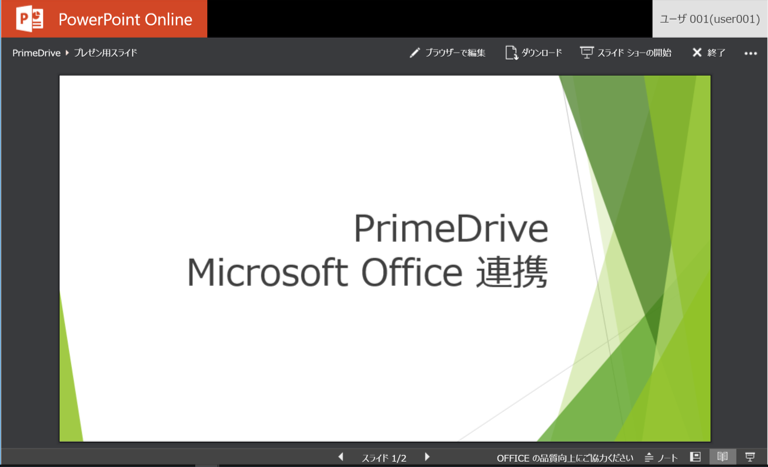 PowerPoint Online
ユーザ 001(user001)
PrimeDrive ▸ プレゼン用スライド
ブラウザーで編集 ダウンロード スライド ショーの開始 終了 •••
PrimeDrive
Microsoft Office 連携
スライド 1/2
OFFICE の品質向上にご協力ください ノート